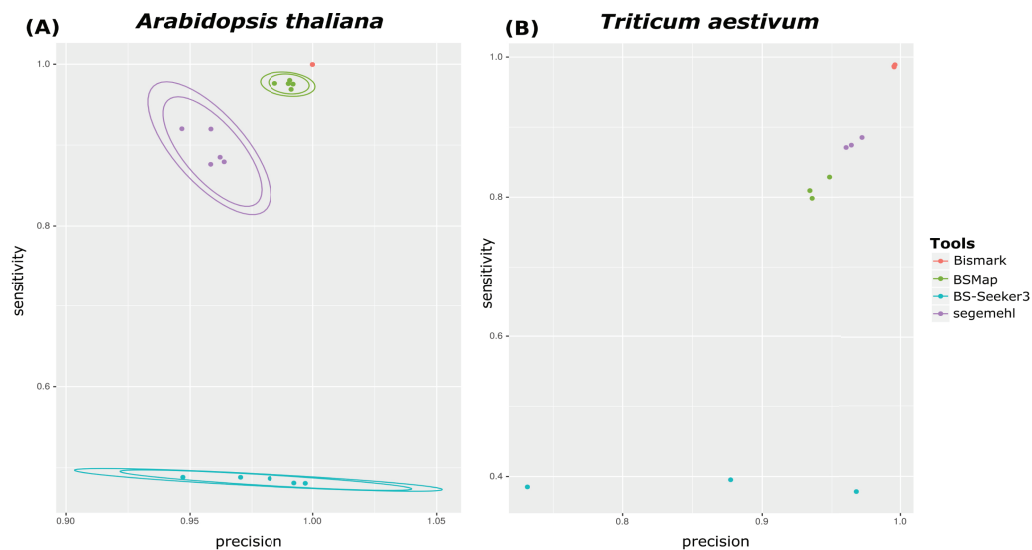 (A)
Arabidopsis thaliana
1.0
0.8
0.6
sensitivity
0.90
0.95
1.00
1.05
precision
(B)
Triticum aestivum
1.0
0.8
0.6
0.4
sensitivity
0.8
0.9
1.0
precision
Tools
Bismark
BSMap
BS-Seeker3
segemehl